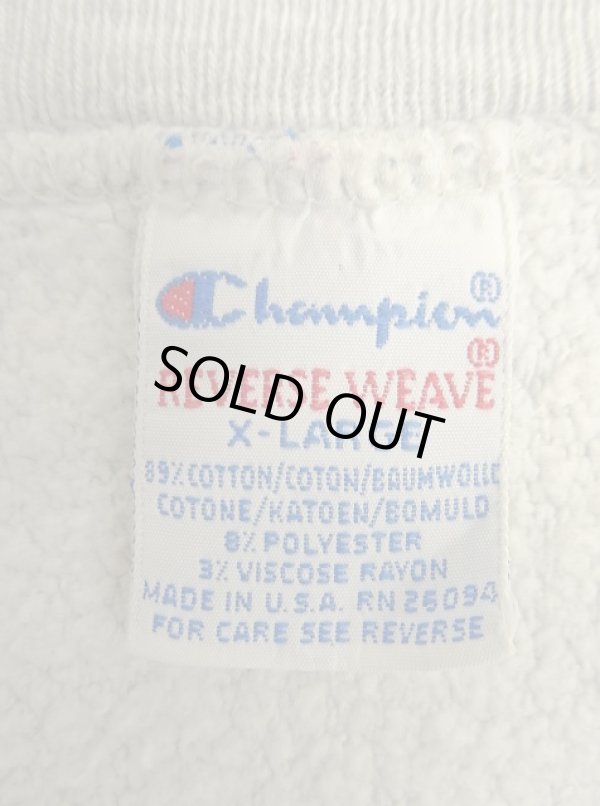 Champion®
REVERSE WEAVE®
SOLD OUT
X-LARGE
89% COTTON/COTON/BAUMWOLLE
COTONE/KATOEN/BOMULD
8% POLYESTER
3% VISCOSE RAYON
MADE IN U.S.A. RN 26094
FOR CARE SEE REVERSE